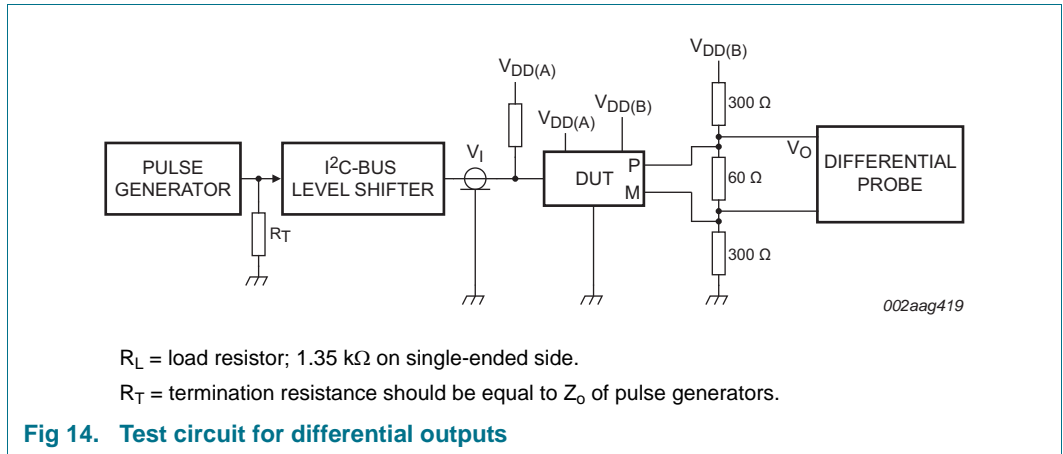 V_DD(A)
V_DD(A)
V_DD(B)
V_DD(B)
300 Ω
60 Ω
300 Ω
PULSE
GENERATOR
R_T
I²C-BUS
LEVEL SHIFTER
V_I
DUT
P
M
V_O
DIFFERENTIAL
PROBE
002aag419
R_L = load resistor; 1.35 kΩ on single-ended side.
R_T = termination resistance should be equal to Z_o of pulse generators.
Fig 14. Test circuit for differential outputs